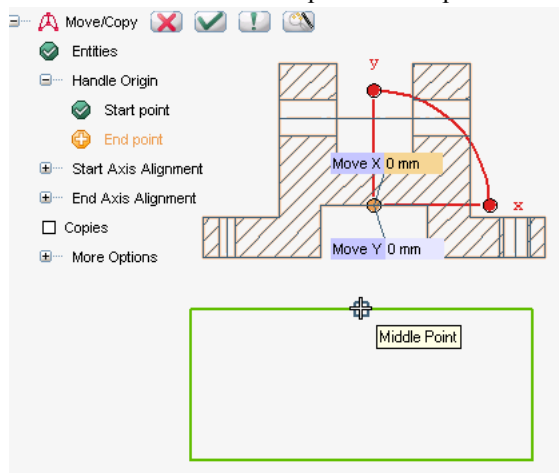 Move/Copy
Entities
Handle Origin
y
Start point
End point
Move X 0 mm
Start Axis Alignment
End Axis Alignment
x
Copies
Move Y 0 mm
More Options
Middle Point